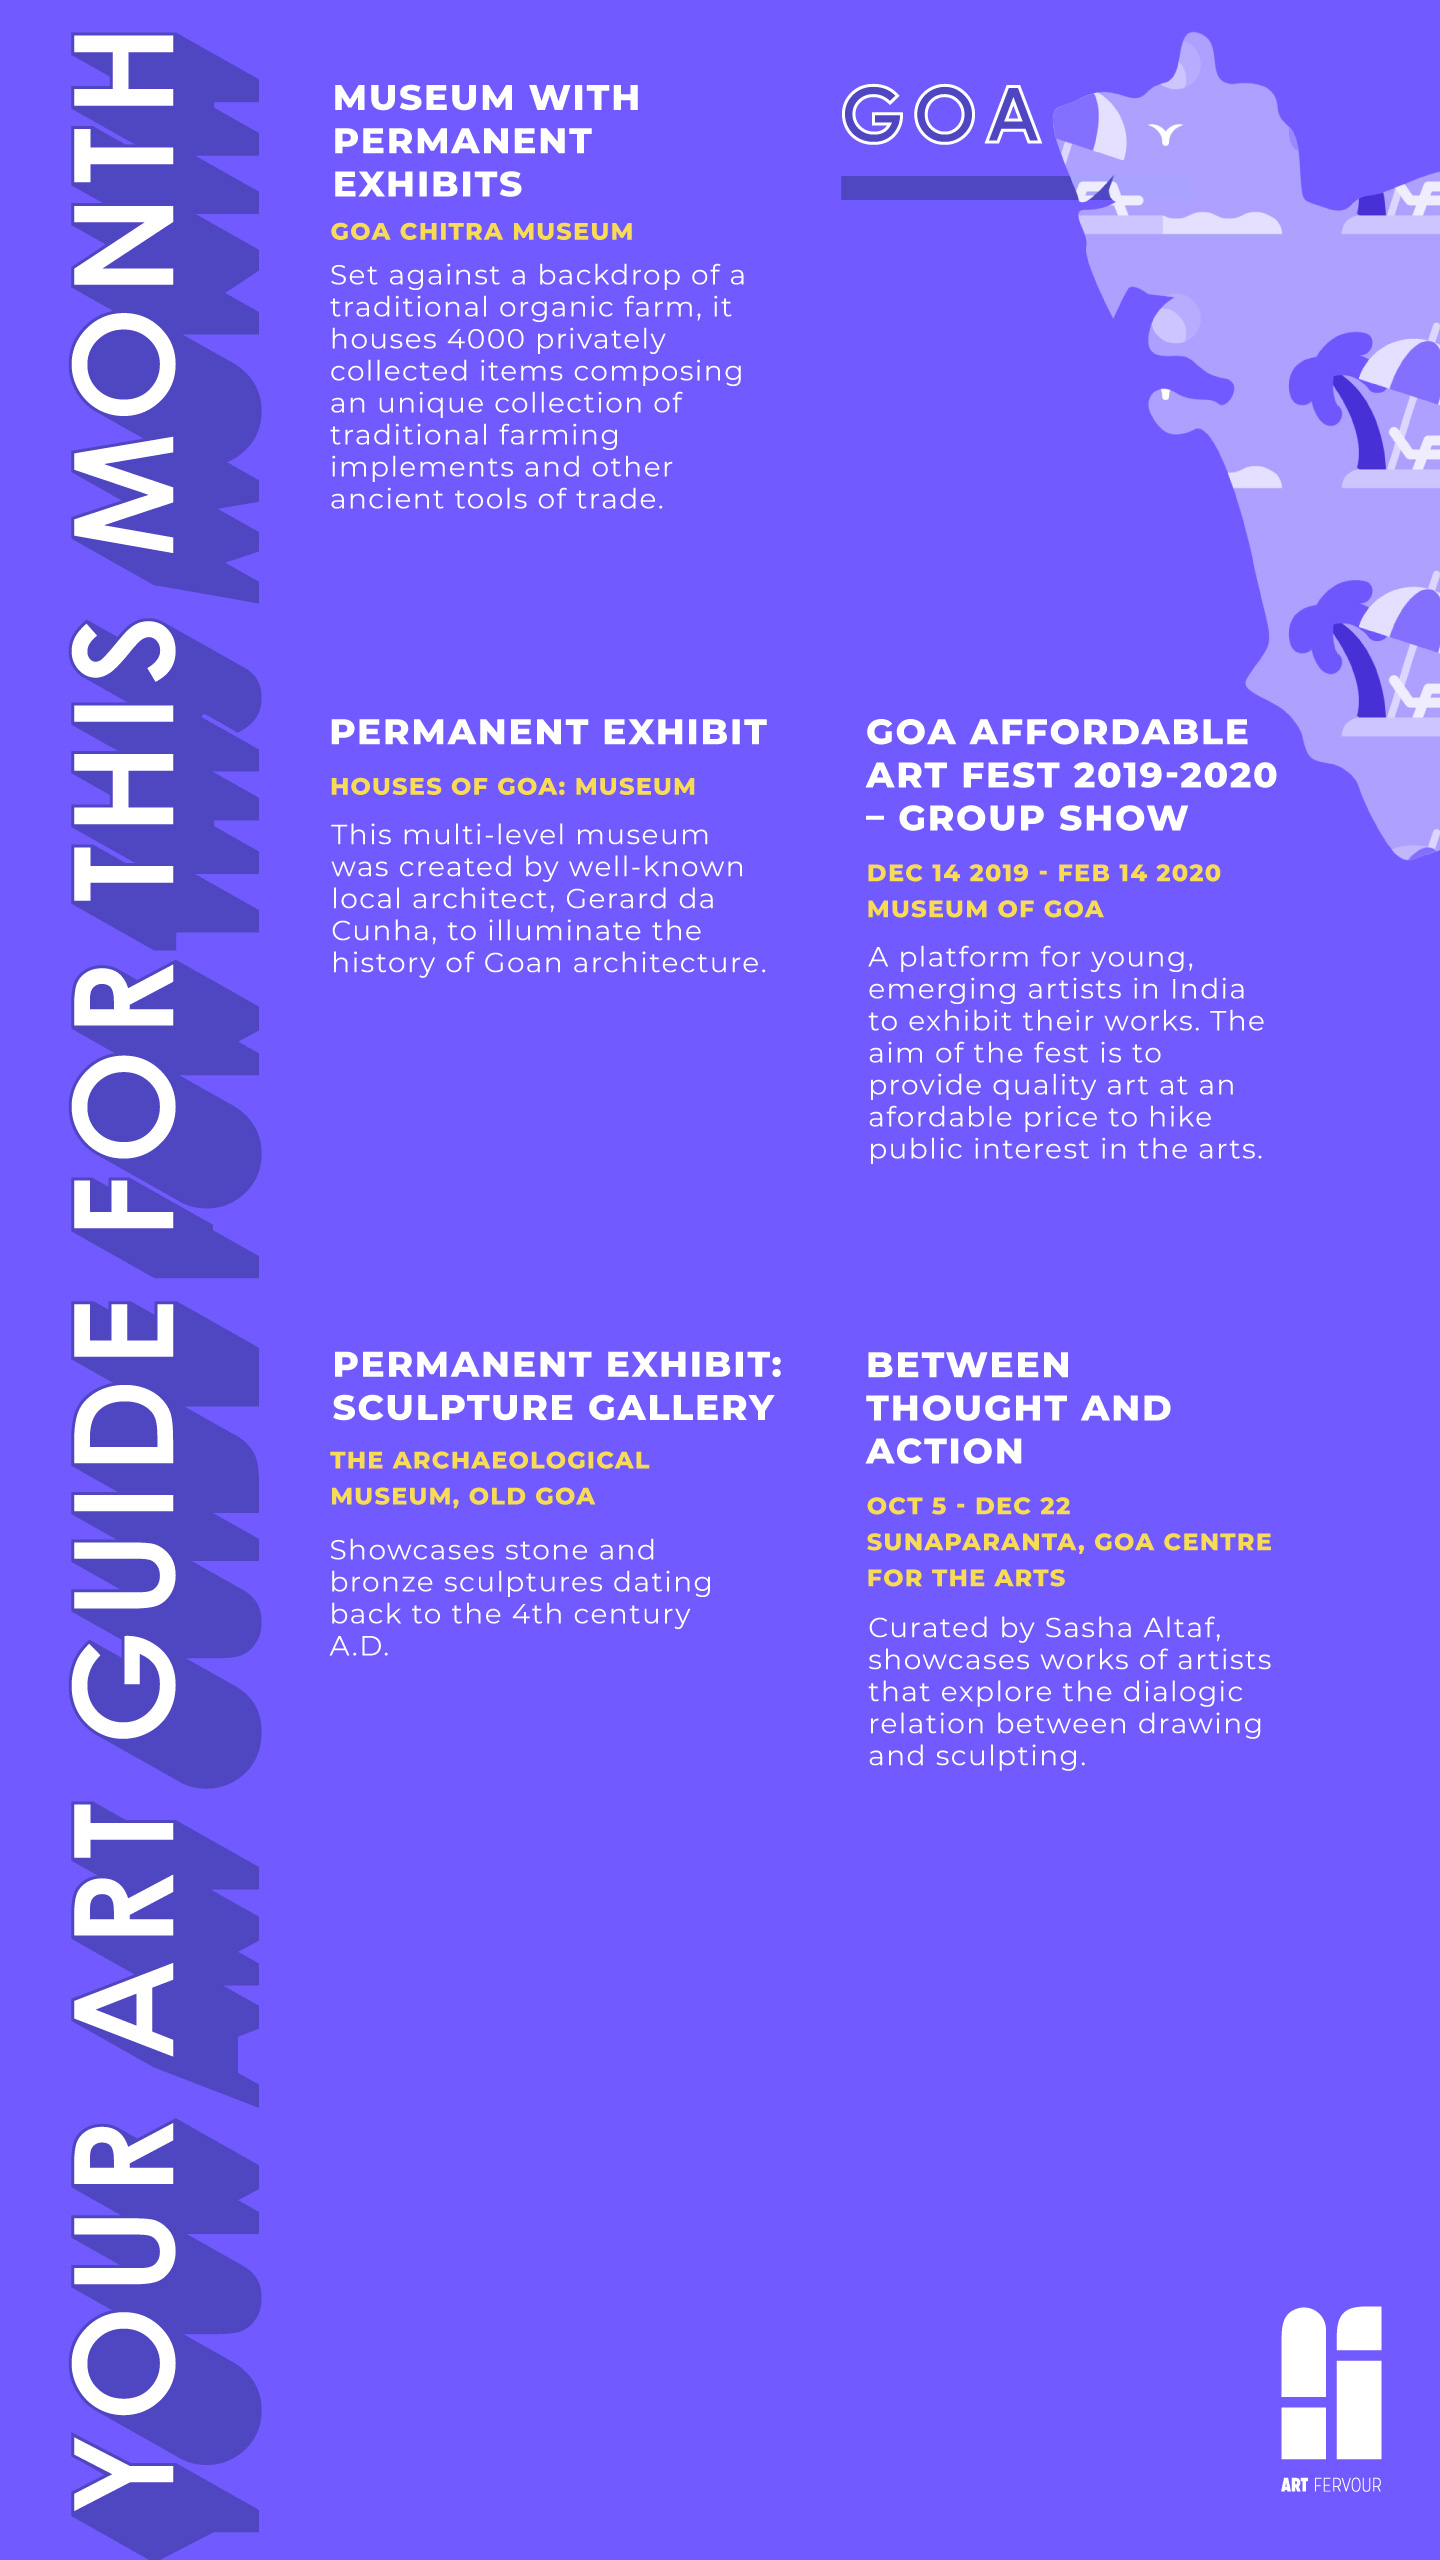 YOUR ART GUIDE FOR THIS MONTH
GOA
MUSEUM WITH
PERMANENT
EXHIBITS
GOA CHITRA MUSEUM
Set against a backdrop of a
traditional organic farm, it
houses 4000 privately
collected items composing
an unique collection of
traditional farming
implements and other
ancient tools of trade.
PERMANENT EXHIBIT
HOUSES OF GOA: MUSEUM
This multi-level museum
was created by well-known
local architect, Gerard da
Cunha, to illuminate the
history of Goan architecture.
GOA AFFORDABLE
ART FEST 2019-2020
– GROUP SHOW
DEC 14 2019 - FEB 14 2020
MUSEUM OF GOA
A platform for young,
emerging artists in India
to exhibit their works. The
aim of the fest is to
provide quality art at an
afordable price to hike
public interest in the arts.
PERMANENT EXHIBIT:
SCULPTURE GALLERY
THE ARCHAEOLOGICAL
MUSEUM, OLD GOA
Showcases stone and
bronze sculptures dating
back to the 4th century
A.D.
BETWEEN
THOUGHT AND
ACTION
OCT 5 - DEC 22
SUNAPARANTA, GOA CENTRE
FOR THE ARTS
Curated by Sasha Altaf,
showcases works of artists
that explore the dialogic
relation between drawing
and sculpting.
ART FERVOUR